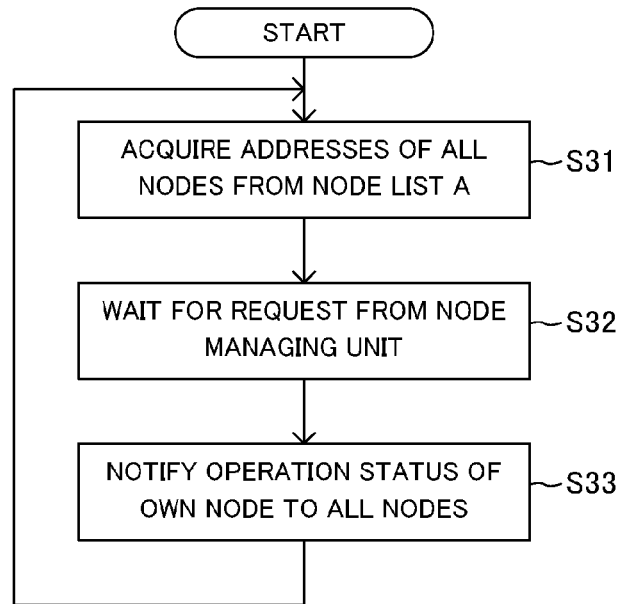 START
ACQUIRE ADDRESSES OF ALL
NODES FROM NODE LIST A
S31
WAIT FOR REQUEST FROM NODE
MANAGING UNIT
S32
NOTIFY OPERATION STATUS OF
OWN NODE TO ALL NODES
S33